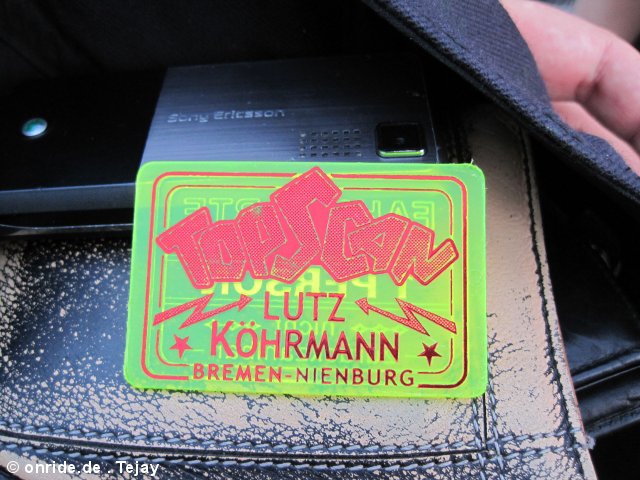 Sony Ericsson
TOPSCAN
LUTZ
KÖHRMANN
BREMEN-NIENBURG
© onride.de . Tejay